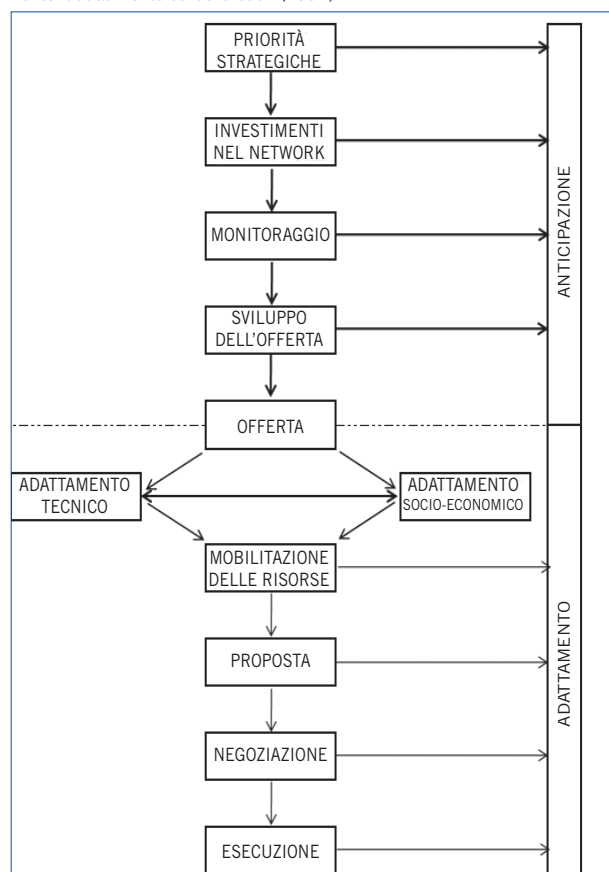 PRIORITÀ
STRATEGICHE
INVESTIMENTI
NEL NETWORK
MONITORAGGIO
SVILUPPO
DELL'OFFERTA
ANTICIPAZIONE
OFFERTA
ADATTAMENTO
TECNICO
ADATTAMENTO
SOCIO-ECONOMICO
MOBILITAZIONE
DELLE RISORSE
PROPOSTA
NEGOZIAZIONE
ESECUZIONE
ADATTAMENTO